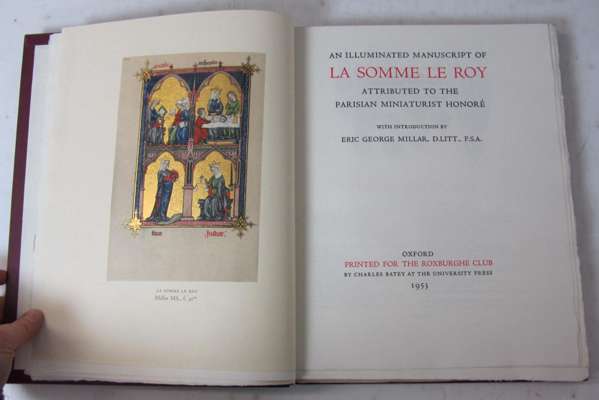 LA SOMME LE ROY
AN ILLUMINATED MANUSCRIPT OF
LA SOMME LE ROY
ATTRIBUTED TO THE
PARISIAN MINIATURIST HONORÉ
WITH INTRODUCTION BY
ERIC GEORGE MILLAR, D.LITT., F.S.A.
OXFORD
PRINTED FOR THE ROXBURGHE CLUB
BY CHARLES BATEY AT THE UNIVERSITY PRESS
1953